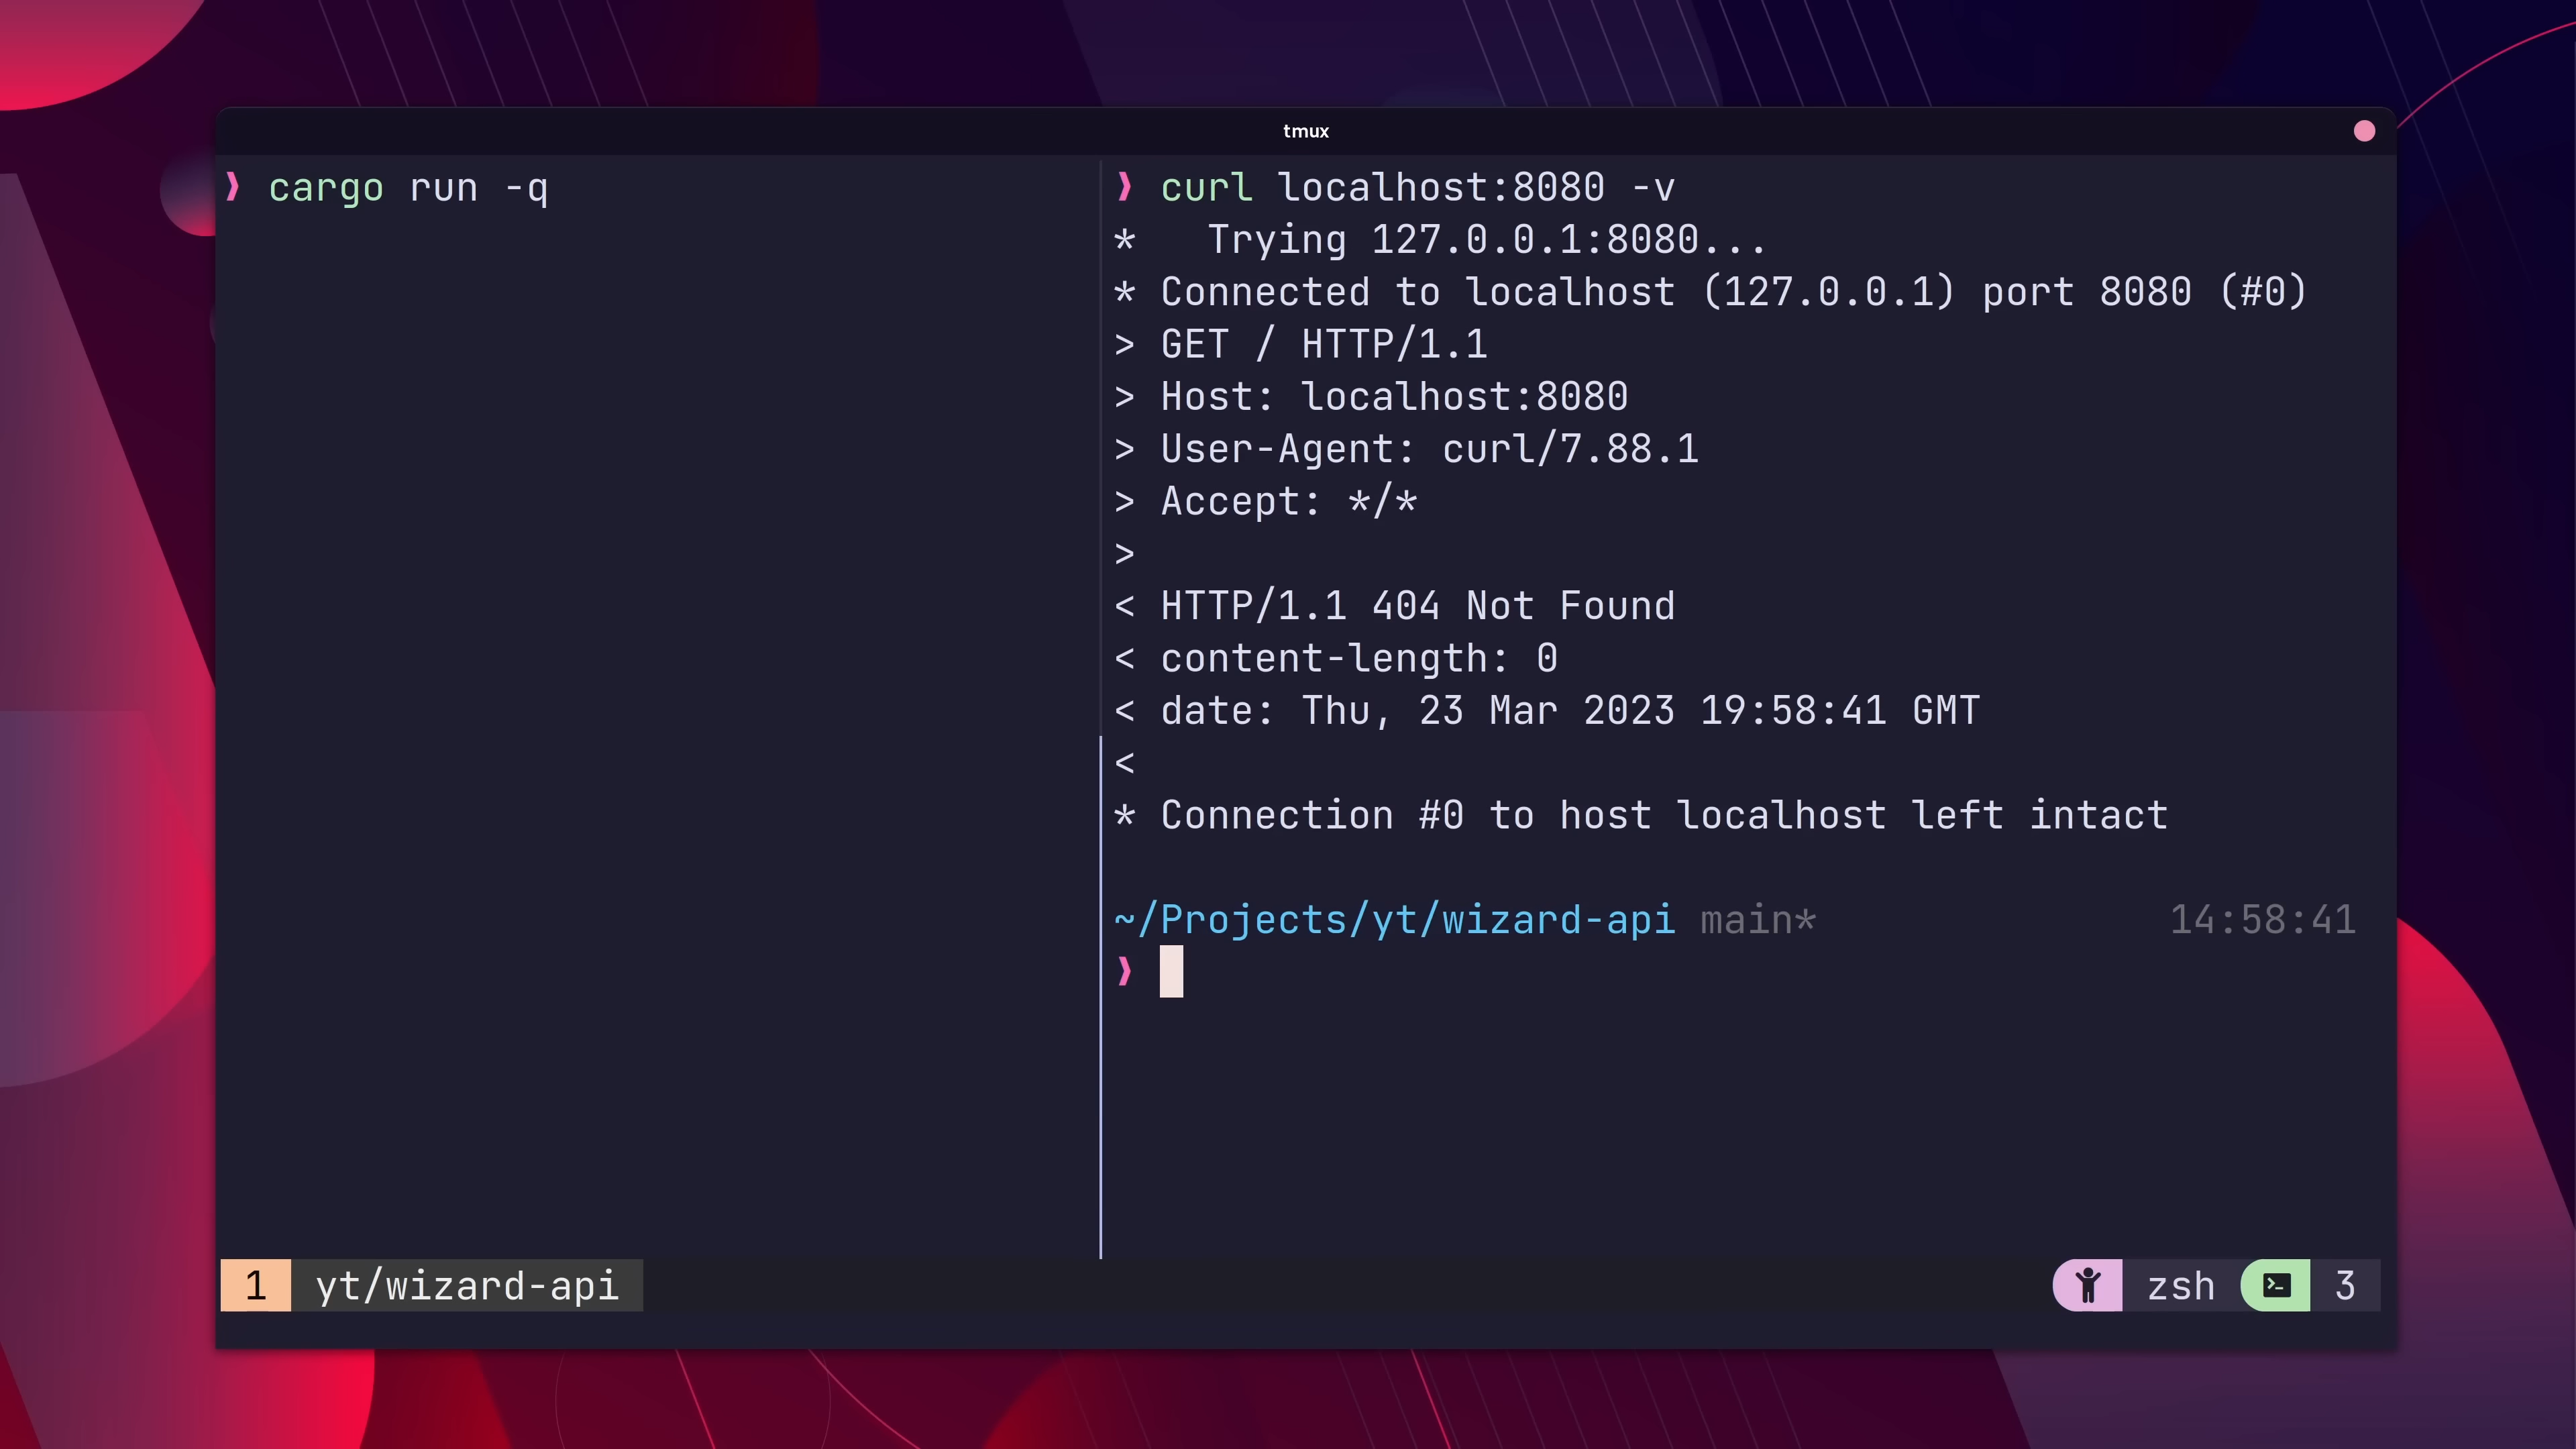 tmux
❱ cargo run -q
❱ curl localhost:8080 -v
*   Trying 127.0.0.1:8080...
* Connected to localhost (127.0.0.1) port 8080 (#0)
> GET / HTTP/1.1
> Host: localhost:8080
> User-Agent: curl/7.88.1
> Accept: */*
>
< HTTP/1.1 404 Not Found
< content-length: 0
< date: Thu, 23 Mar 2023 19:58:41 GMT
<
* Connection #0 to host localhost left intact
~/Projects/yt/wizard-api main* 14:58:41
❱
1 yt/wizard-api zsh 3